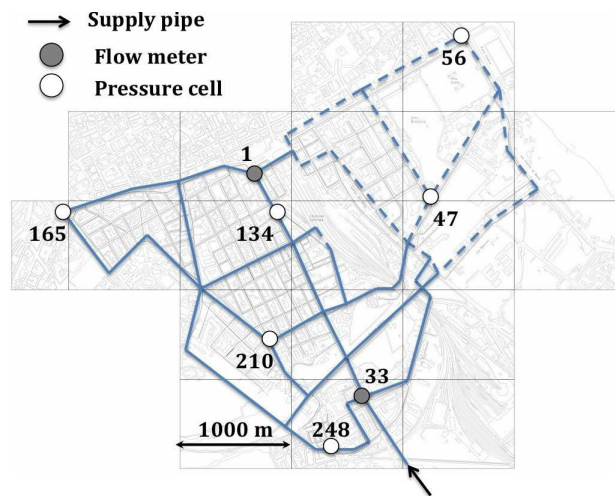 Supply pipe
Flow meter
Pressure cell
56
1
165
134
47
210
33
1000 m
248